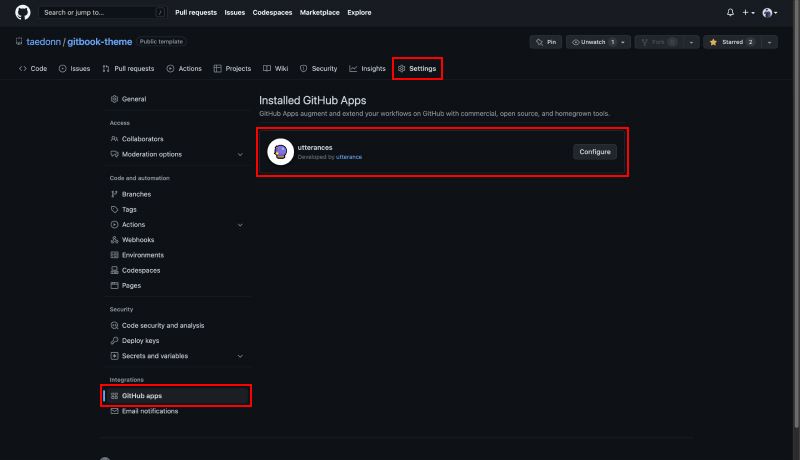 Search or jump to... /
Pull requests Issues Codespaces Marketplace Explore
taedonn / gitbook-theme Public template
Pin Unwatch 1 Fork Starred 2
Code Issues Pull requests Actions Projects Wiki Security Insights Settings
General
Access
Collaborators
Moderation options
Code and automation
Branches
Tags
Actions
Webhooks
Environments
Codespaces
Pages
Security
Code security and analysis
Deploy keys
Secrets and variables
Integrations
GitHub apps
Email notifications
Installed GitHub Apps
GitHub Apps augment and extend your workflows on GitHub with commercial, open source, and homegrown tools.
utterances
Developed by utterance
Configure